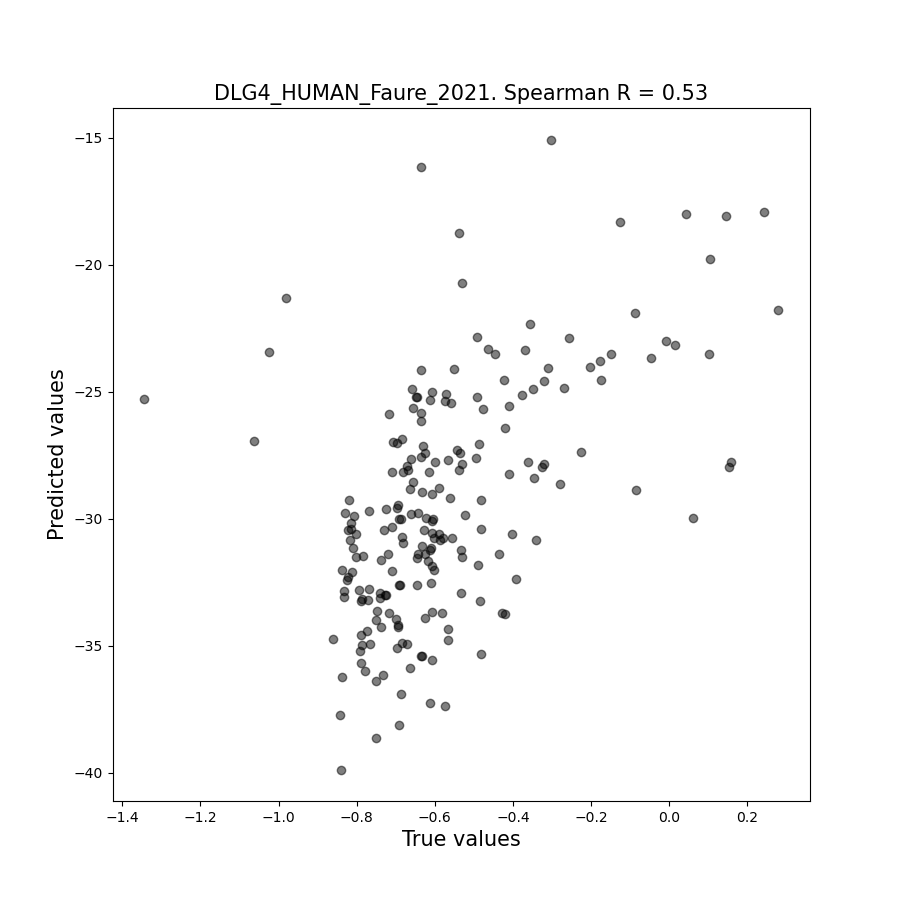 DLG4_HUMAN_Faure_2021. Spearman R = 0.53
−15
−20
−25
−30
−35
−40
Predicted values
−1.4 −1.2 −1.0 −0.8 −0.6 −0.4 −0.2 0.0 0.2
True values